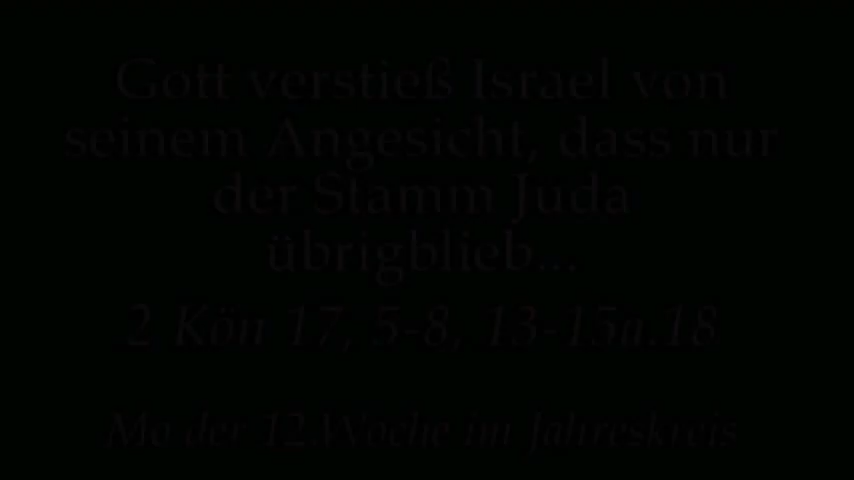 Gott verstieß Israel von
seinem Angesicht, dass nur
der Stamm Juda
übrigblieb...
2 Kön 17, 5-8, 13-15a.18
Mo der 12.Woche im Jahreskreis